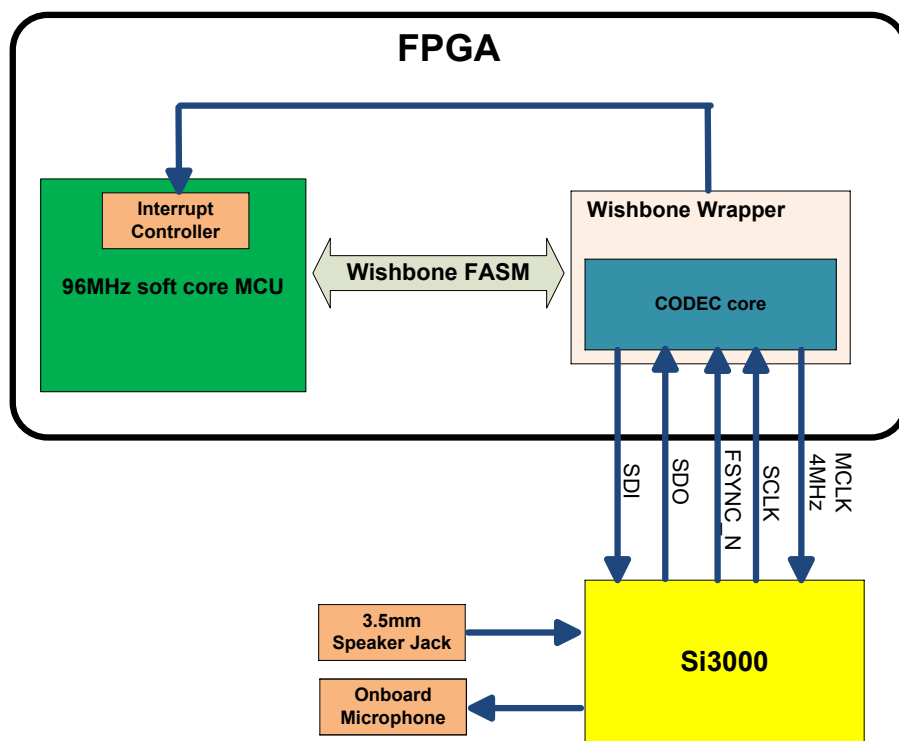 FPGA
Interrupt
Controller
96MHz soft core MCU
Wishbone FASM
Wishbone Wrapper
CODEC core
SDI
SDO
FSYNC_N
SCLK
MCLK
4MHz
3.5mm
Speaker Jack
Onboard
Microphone
Si3000